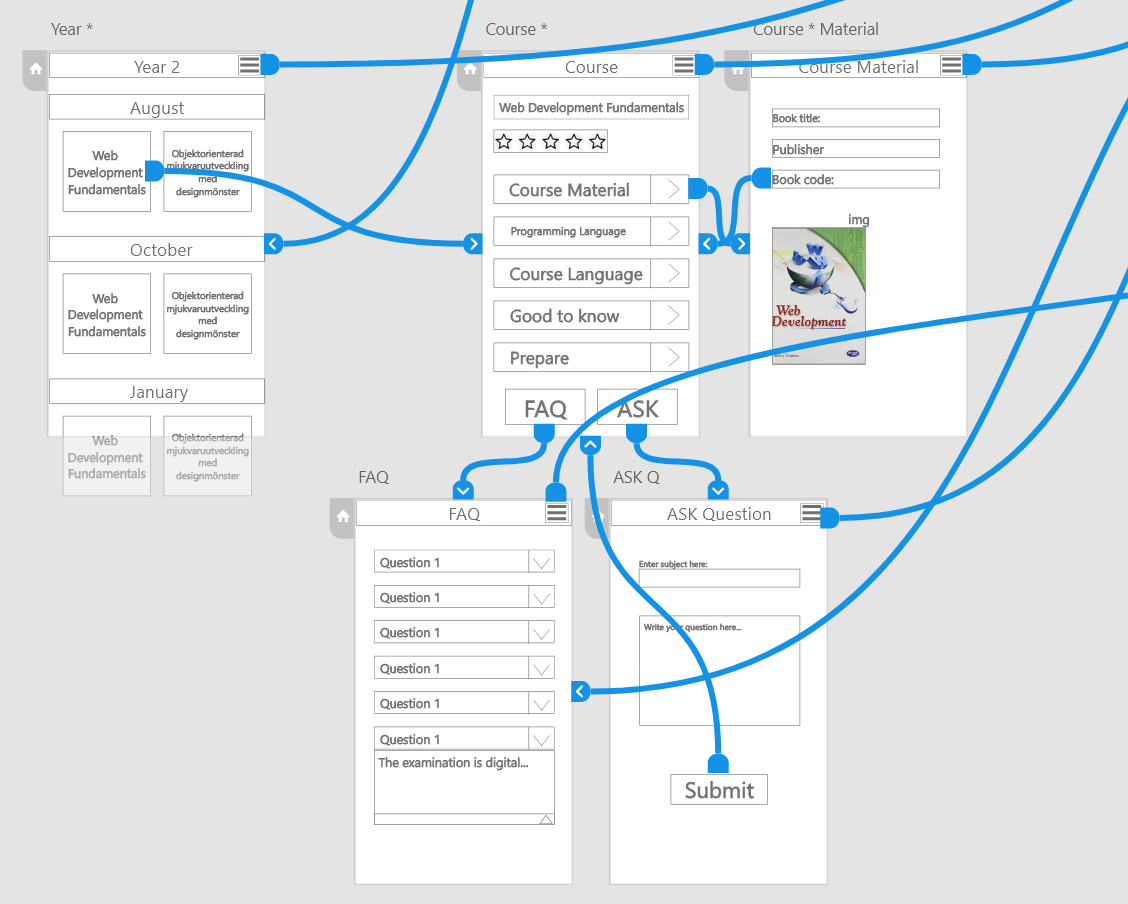 Year *
Year 2
August
Web
Development
Fundamentals
Objektorienterad
mjukvaruutveckling
med
designmönster
October
Web
Development
Fundamentals
Objektorienterad
mjukvaruutveckling
med
designmönster
January
Web
Development
Fundamentals
Objektorienterad
mjukvaruutveckling
med
designmönster
Course *
Course
Web Development Fundamentals
Course Material
Programming Language
Course Language
Good to know
Prepare
FAQ
ASK
Course * Material
Course Material
Book title:
Publisher
Book code:
img
Web
Development
FAQ
FAQ
Question 1
Question 1
Question 1
Question 1
Question 1
Question 1
The examination is digital...
ASK Q
ASK Question
Enter subject here:
Write your question here...
Submit